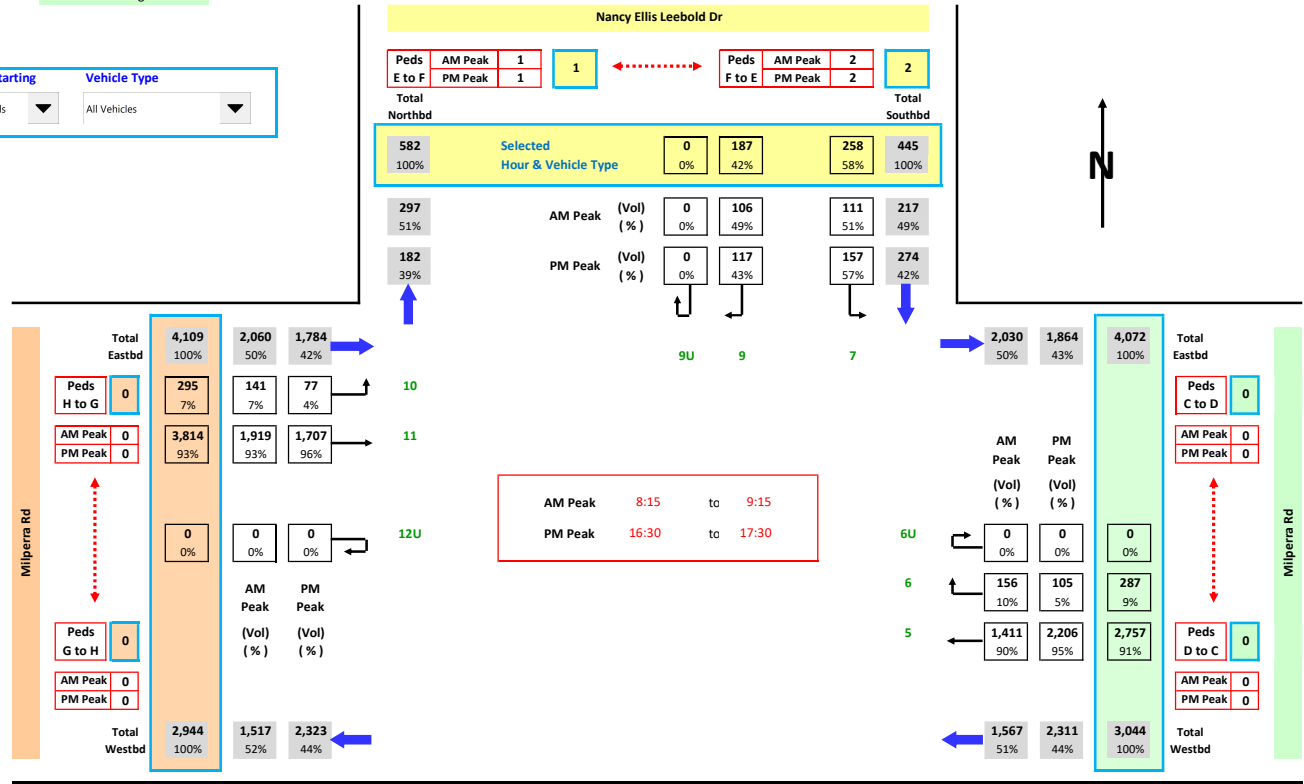 Nancy Ellis Leebold Dr
Peds AM Peak 1 1 Peds AM Peak 2 2
E to F PM Peak 1 F to E PM Peak 2
tarting Vehicle Type
All Vehicles
Total Total
Northbd Southbd
582 Selected 0 187 258 445
100% Hour & Vehicle Type 0% 42% 58% 100%
N
297 AM Peak (Vol) 0 106 111 217
51% ( % ) 0% 49% 51% 49%
182 PM Peak (Vol) 0 117 157 274
39% ( % ) 0% 43% 57% 42%
Total 4,109 2,060 1,784 2,030 1,864 4,072 Total
Eastbd 100% 50% 42% 50% 43% 100% Eastbd
9U 9 7
Peds 0 295 141 77 10 Peds 0
H to G 7% 7% 4% C to D
AM Peak 0 3,814 1,919 1,707 11 AM Peak 0
PM Peak 0 93% 93% 96% PM Peak 0
AM PM
Peak Peak
(Vol) (Vol)
( % ) ( % )
AM Peak 8:15 to 9:15
PM Peak 16:30 to 17:30
Milperra Rd
Milperra Rd
0 0 0 12U 6U 0 0 0
0% 0% 0% 0% 0% 0%
AM PM 6 156 105 287
Peak Peak 10% 5% 9%
Peds 0 (Vol) (Vol) 5 1,411 2,206 2,757 Peds 0
G to H ( % ) ( % ) 90% 95% 91% D to C
AM Peak 0 AM Peak 0
PM Peak 0 PM Peak 0
Total 2,944 1,517 2,323 1,567 2,311 3,044 Total
Westbd 100% 52% 44% 51% 44% 100% Westbd